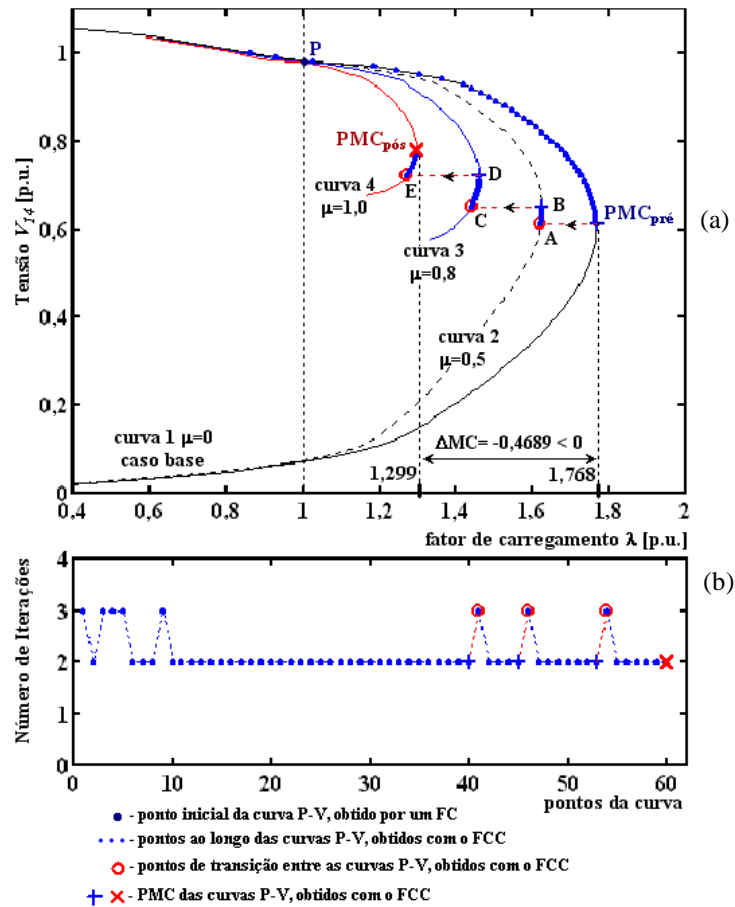 1
0,8
0,6
0,4
0,2
0
Tensão V14 [p.u.]
P
PMCpós
curva 4
μ=1,0
E
D
C
B
A
PMCpré
curva 3
μ=0,8
curva 2
μ=0,5
curva 1 μ=0
caso base
ΔMC= -0,4689 < 0
1,299
1,768
0,4
0,6
0,8
1
1,2
1,4
1,6
1,8
2
fator de carregamento λ [p.u.]
(a)
4
3
2
1
0
Número de Iterações
0
10
20
30
40
50
60
pontos da curva
(b)
- ponto inicial da curva P-V, obtido por um FC
- pontos ao longo das curvas P-V, obtidos com o FCC
- pontos de transição entre as curvas P-V, obtidos com o FCC
- PMC das curvas P-V, obtidos com o FCC